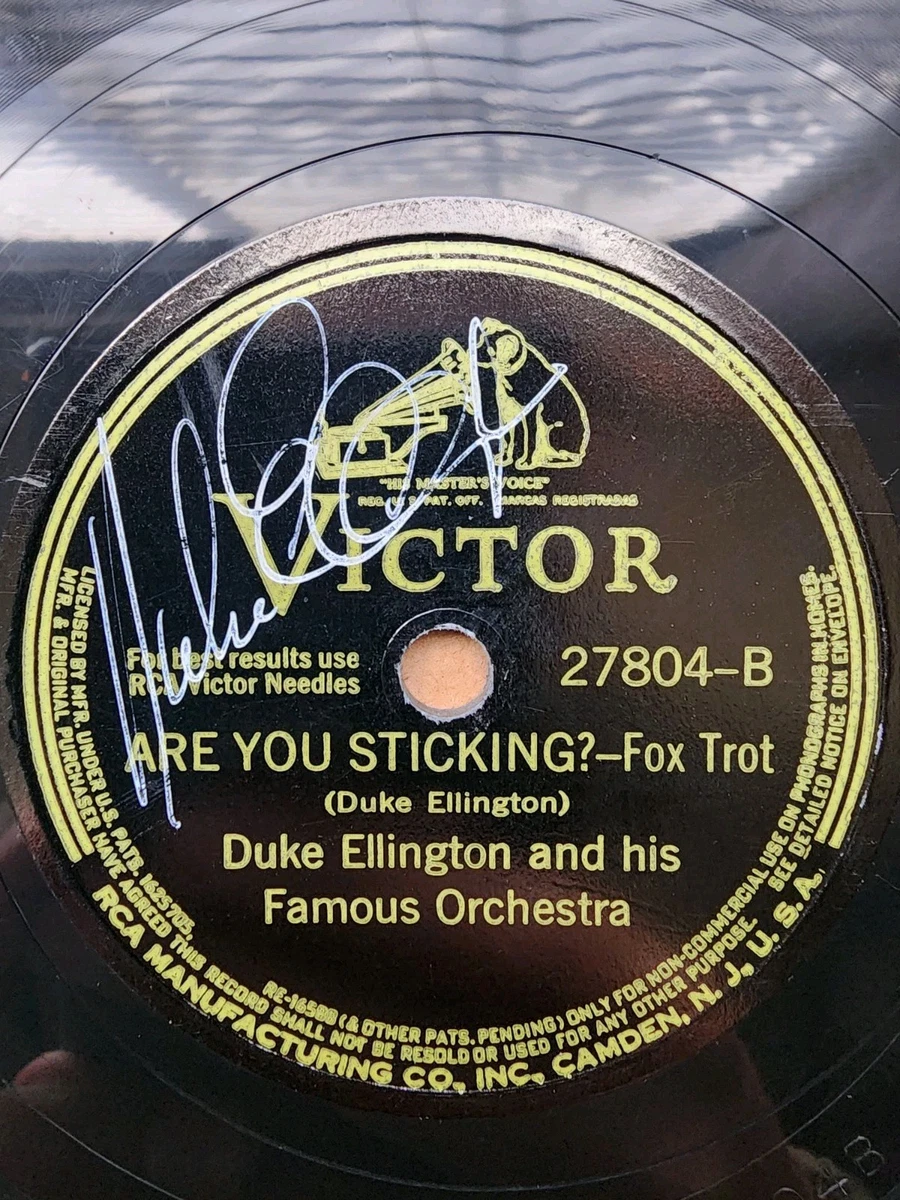 "HIS MASTER'S VOICE"
REG. U.S. PAT. OFF. MARCAS REGISTRADAS
VICTOR
For best results use
RCA Victor Needles
27804-B
ARE YOU STICKING?-Fox Trot
(Duke Ellington)
Duke Ellington and his
Famous Orchestra
LICENSED BY MFR. UNDER U.S. PATS. 1625705,
RE-16588 (& OTHER PATS. PENDING) ONLY FOR NON-COMMERCIAL USE ON PHONOGRAPHS IN HOMES.
MFR. & ORIGINAL PURCHASER HAVE AGREED THIS RECORD SHALL NOT BE RESOLD OR USED FOR ANY OTHER PURPOSE
SEE DETAILED NOTICE ON ENVELOPE.
RCA MANUFACTURING CO., INC., CAMDEN, N. J., U. S. A.